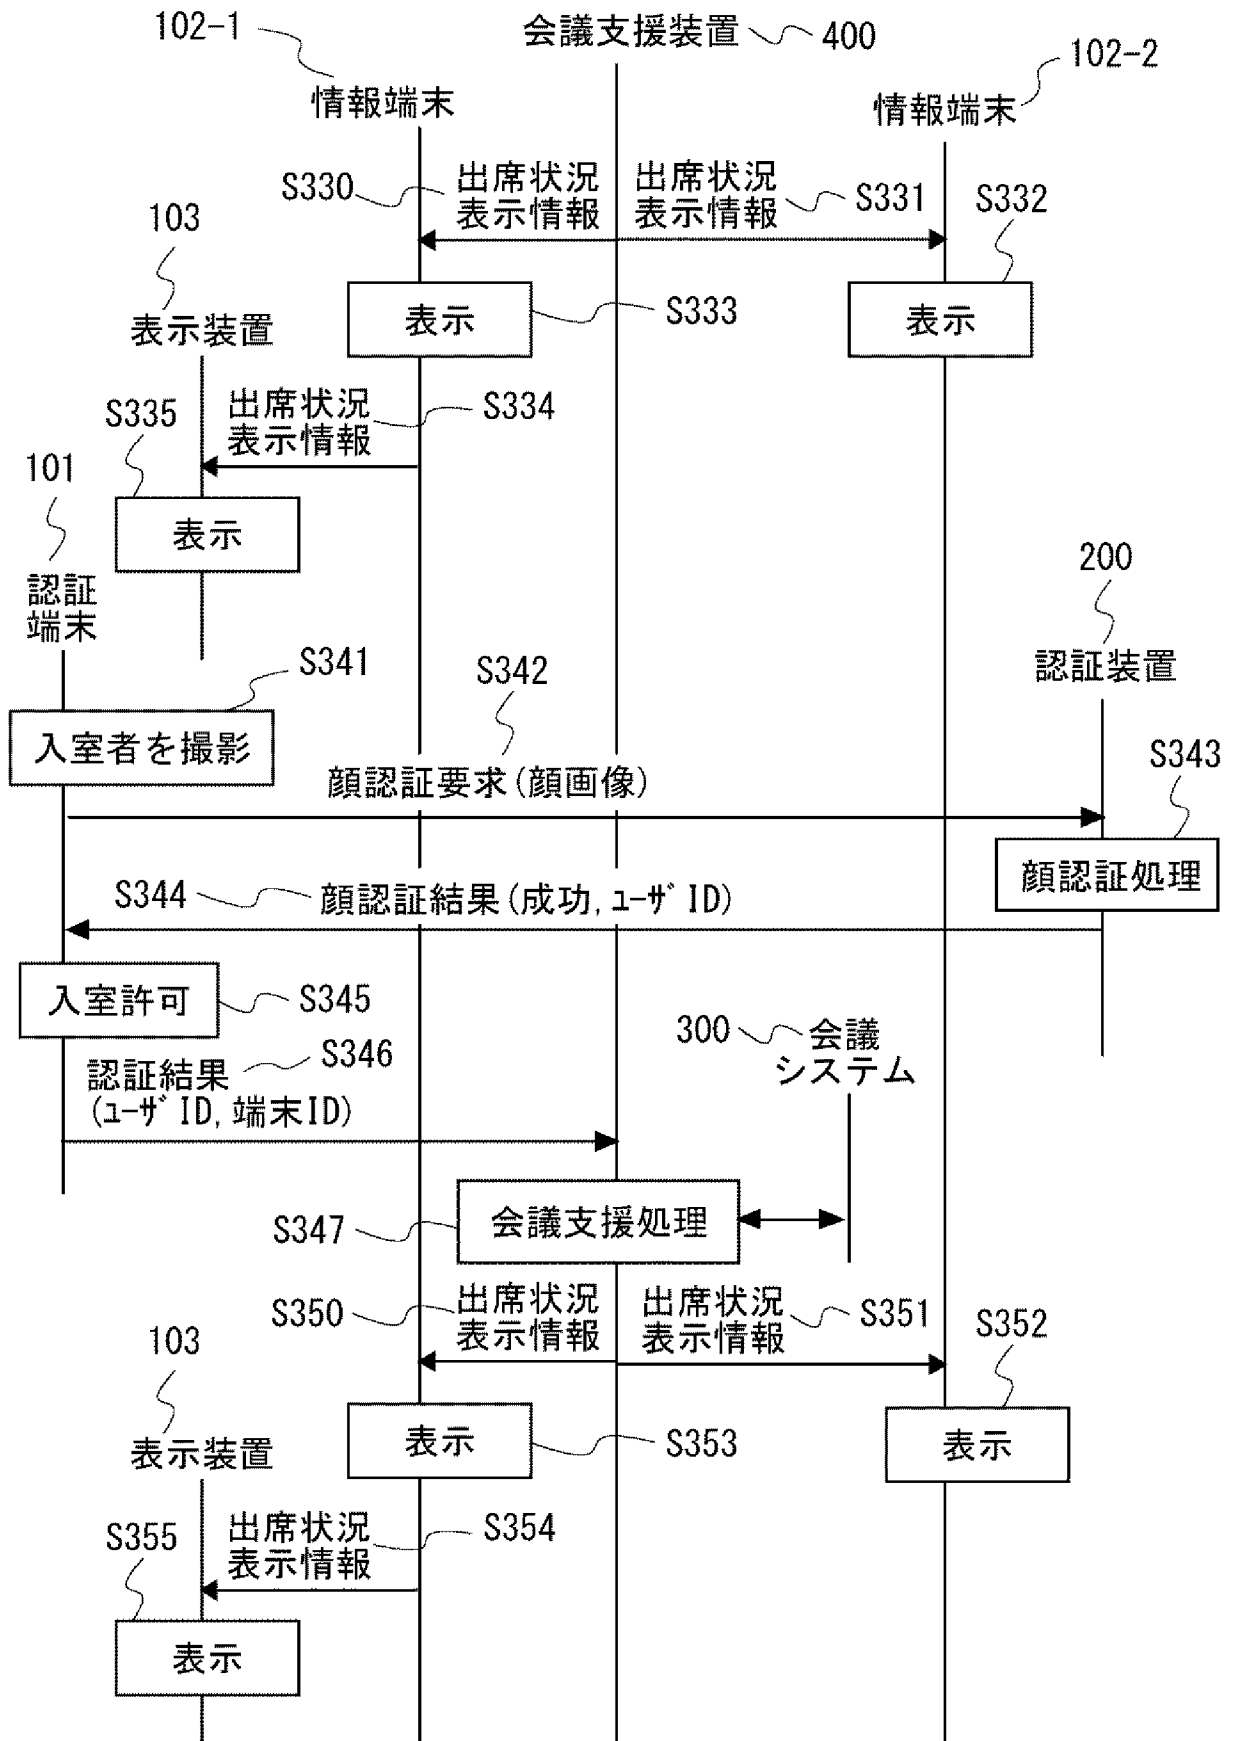 102-1
会議支援装置
400
102-2
情報端末
情報端末
S330
出席状況
表示情報
出席状況
表示情報
S331
S332
103
表示装置
表示
S333
表示
S335
出席状況
表示情報
S334
101
表示
認証
端末
200
認証装置
S341
S342
入室者を撮影
顔認証要求(顔画像)
S343
顔認証処理
S344
顔認証結果(成功,ﾕｰｻﾞID)
入室許可
S345
300
会議
システム
認証結果
(ﾕｰｻﾞID,端末ID)
S346
S347
会議支援処理
S350
出席状況
表示情報
出席状況
表示情報
S351
S352
103
表示装置
表示
S353
表示
S355
出席状況
表示情報
S354
表示